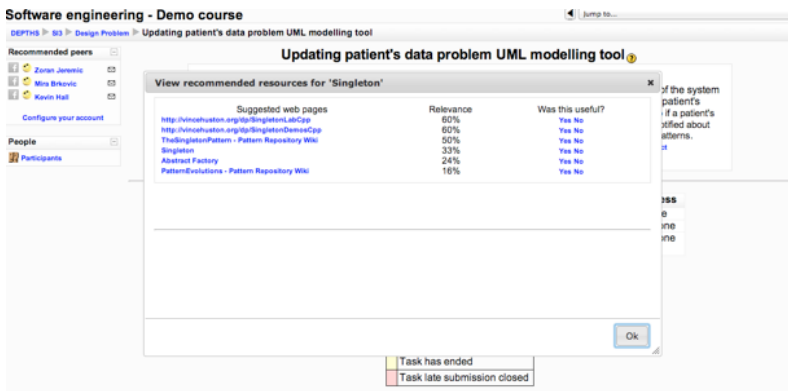 Software engineering - Demo course
Jump to...
DEPTHS SI3 Design Problem Updating patient's data problem UML modelling tool
Recommended peers
Zoran Jeremic
Mira Brkovic
Kevin Hall
Configure your account
People
Participants
Updating patient's data problem UML modelling tool
of the system
patient's
if a patient's
otified about
atterns.
View recommended resources for 'Singleton'
Suggested web pages Relevance Was this useful?
http://vincehuston.org/dp/SingletonLabCpp 60% Yes No
http://vincehuston.org/dp/SingletonDemosCpp 60% Yes No
TheSingletonPattern - Pattern Repository Wiki 50% Yes No
Singleton 33% Yes No
Abstract Factory 24% Yes No
PatternEvolutions - Pattern Repository Wiki 16% Yes No
ess
one
one
Ok
Task has ended
Task late submission closed